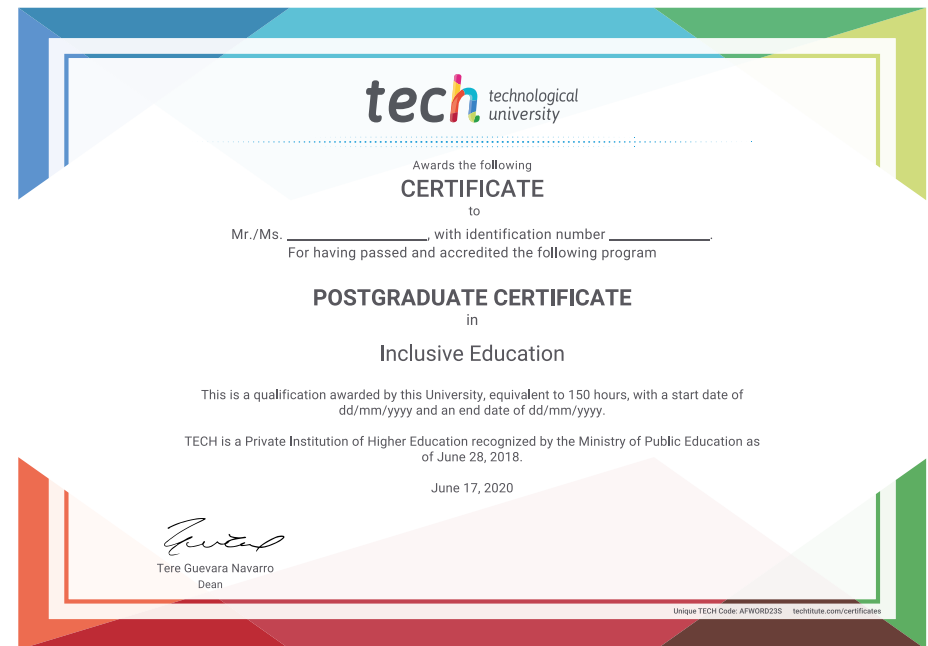 tech technological
university
Awards the following
CERTIFICATE
to
Mr./Ms. ____________________, with identification number ______________.
For having passed and accredited the following program
POSTGRADUATE CERTIFICATE
in
Inclusive Education
This is a qualification awarded by this University, equivalent to 150 hours, with a start date of
dd/mm/yyyy and an end date of dd/mm/yyyy.
TECH is a Private Institution of Higher Education recognized by the Ministry of Public Education as
of June 28, 2018.
June 17, 2020
Tere Guevara Navarro
Dean
Unique TECH Code: AFWORD23S techtitute.com/certificates